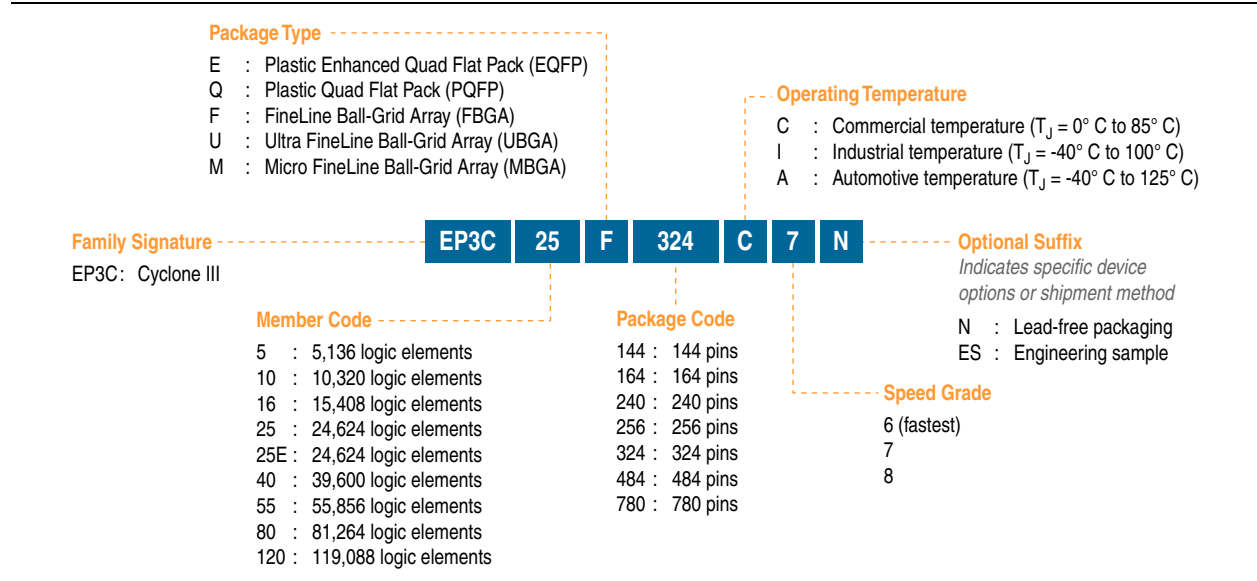 Package Type
E : Plastic Enhanced Quad Flat Pack (EQFP)
Q : Plastic Quad Flat Pack (PQFP)
F : FineLine Ball-Grid Array (FBGA)
U : Ultra FineLine Ball-Grid Array (UBGA)
M : Micro FineLine Ball-Grid Array (MBGA)
Operating Temperature
C : Commercial temperature (TJ = 0° C to 85° C)
I : Industrial temperature (TJ = -40° C to 100° C)
A : Automotive temperature (TJ = -40° C to 125° C)
Family Signature
EP3C : Cyclone III
EP3C 25 F 324 C 7 N
Optional Suffix
Indicates specific device
options or shipment method
N : Lead-free packaging
ES : Engineering sample
Member Code
5 : 5,136 logic elements
10 : 10,320 logic elements
16 : 15,408 logic elements
25 : 24,624 logic elements
25E : 24,624 logic elements
40 : 39,600 logic elements
55 : 55,856 logic elements
80 : 81,264 logic elements
120 : 119,088 logic elements
Package Code
144 : 144 pins
164 : 164 pins
240 : 240 pins
256 : 256 pins
324 : 324 pins
484 : 484 pins
780 : 780 pins
Speed Grade
6 (fastest)
7
8